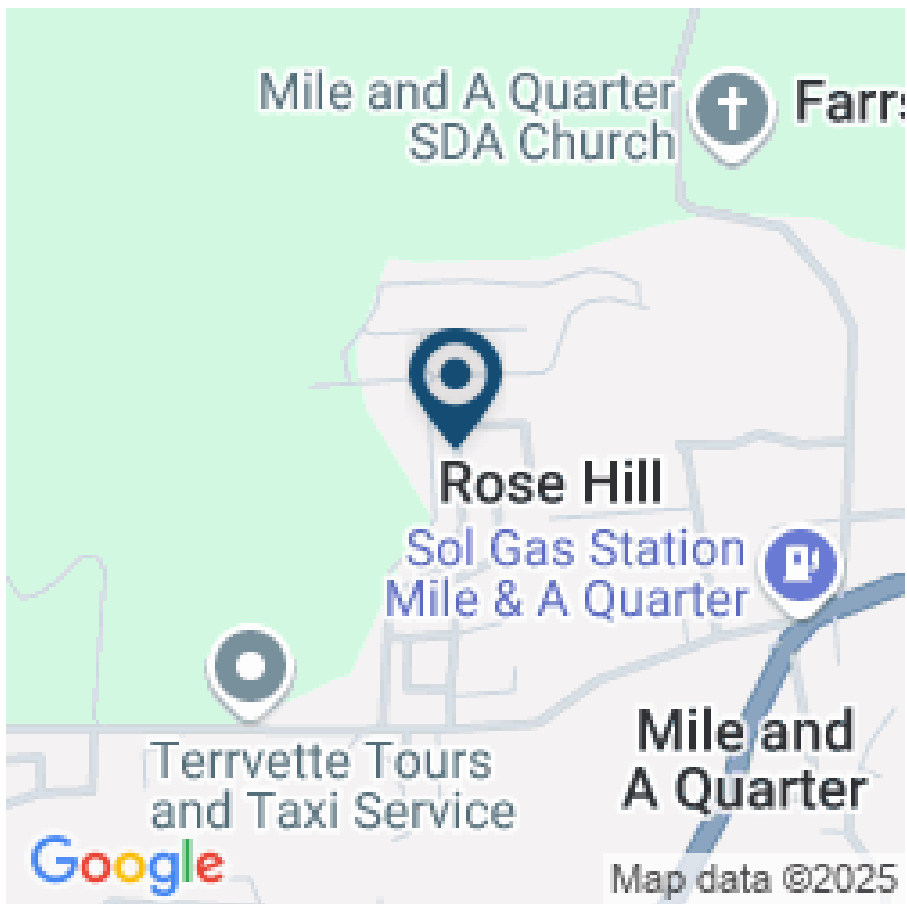 Mile and A Quarter
SDA Church
Farrs
Rose Hill
Sol Gas Station
Mile & A Quarter
Mile and
A Quarter
Terrvette Tours
and Taxi Service
Google
Map data ©2025